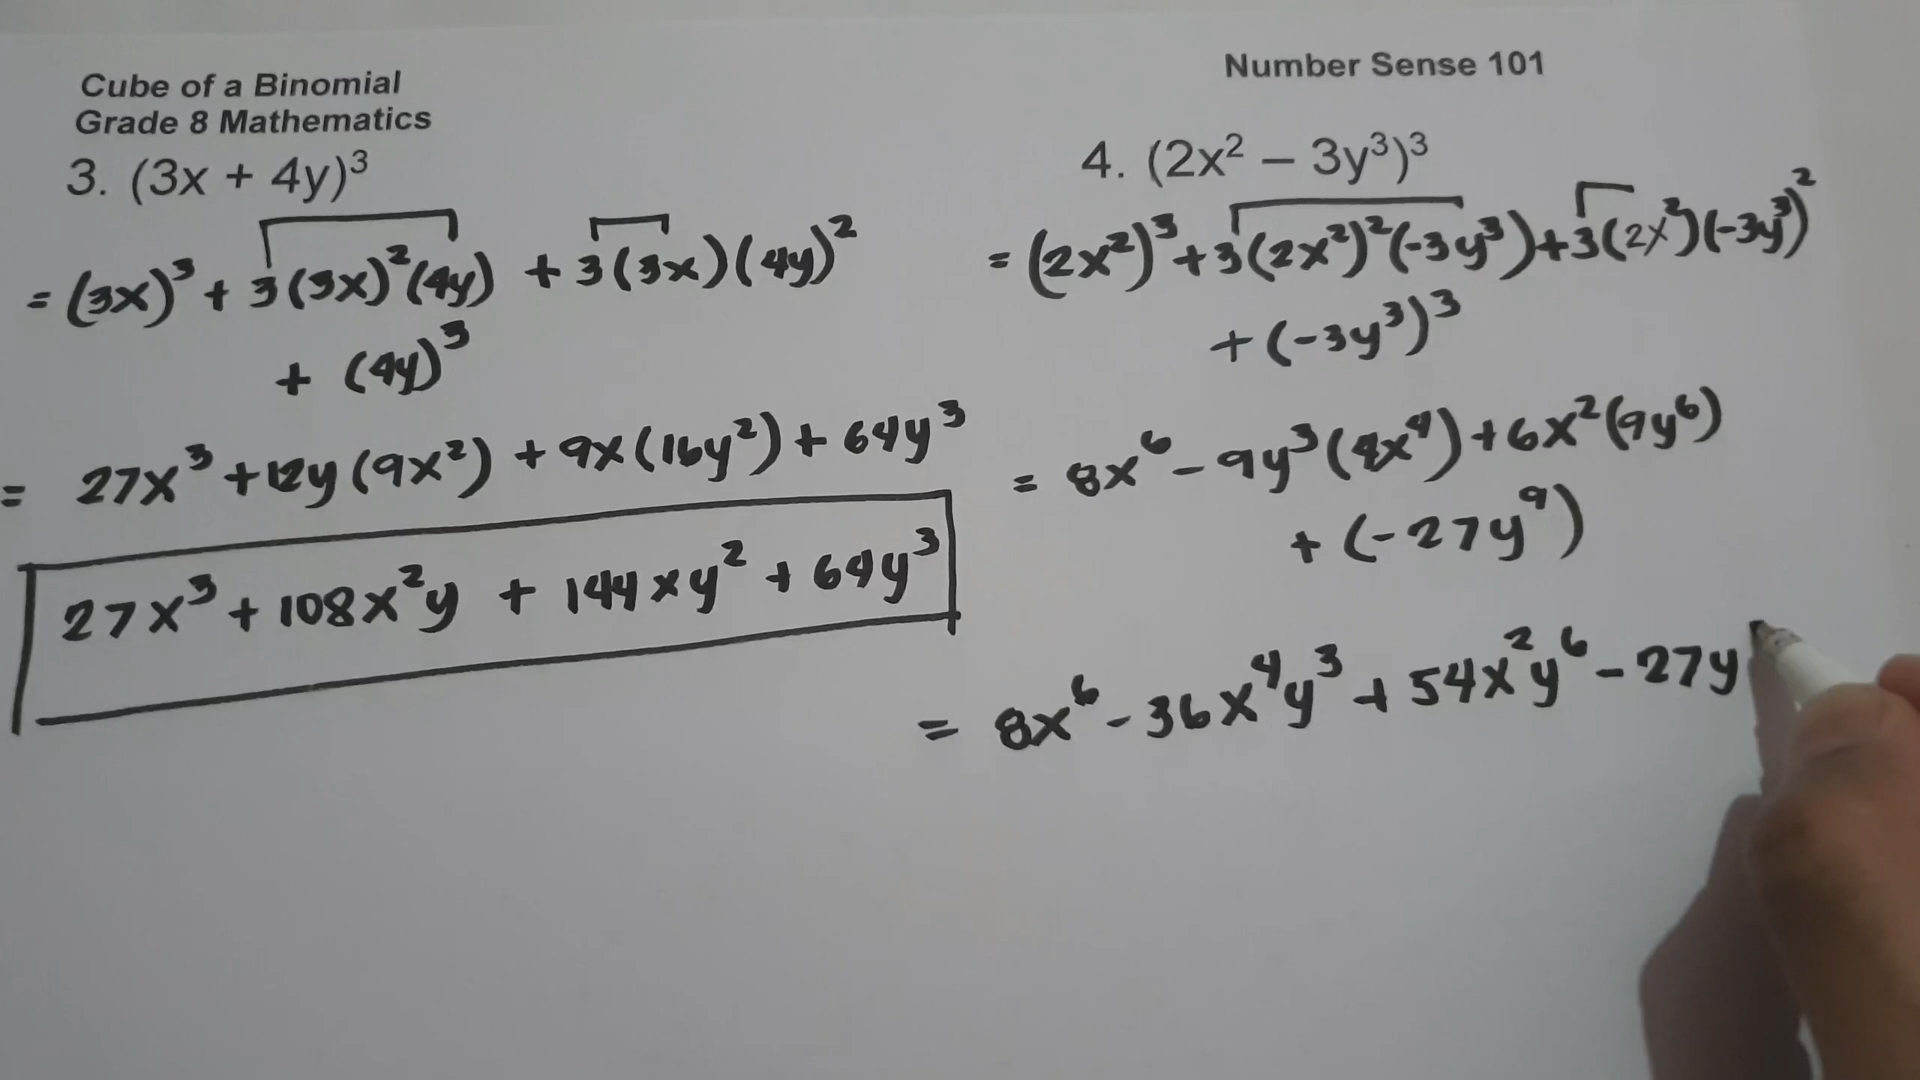 Cube of a Binomial
Grade 8 Mathematics
3. (3x + 4y)³
= (3x)³ + 3(3x)²(4y) + 3(3x)(4y)²
+ (4y)³
= 27x³ + 12y(9x²) + 9x(16y²) + 64y³
27x³ + 108x²y + 144xy² + 64y³
Number Sense 101
4. (2x² – 3y³)³
= (2x²)³ + 3(2x²)²(-3y³) + 3(2x²)(-3y³)²
+ (-3y³)³
= 8x⁶ - 9y³(4x⁴) + 6x²(9y⁶)
+ (-27y⁹)
= 8x⁶ - 36x⁴y³ + 54x²y⁶ - 27y